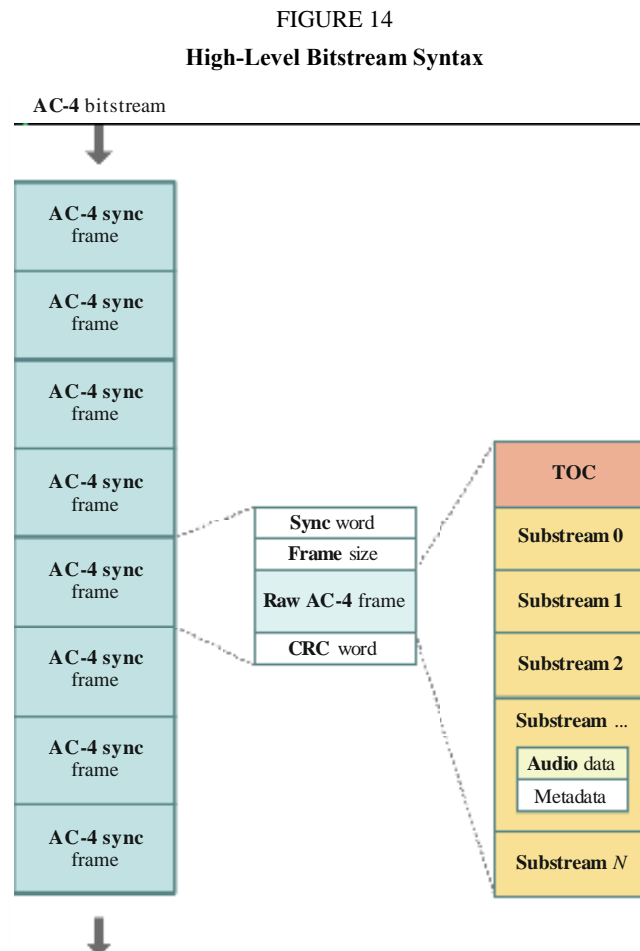 FIGURE 14
High-Level Bitstream Syntax
AC-4 bitstream
AC-4 sync
frame
AC-4 sync
frame
AC-4 sync
frame
AC-4 sync
frame
AC-4 sync
frame
AC-4 sync
frame
AC-4 sync
frame
AC-4 sync
frame
Sync word
Frame size
Raw AC-4 frame
CRC word
TOC
Substream 0
Substream 1
Substream 2
Substream ...
Audio data
Metadata
Substream N